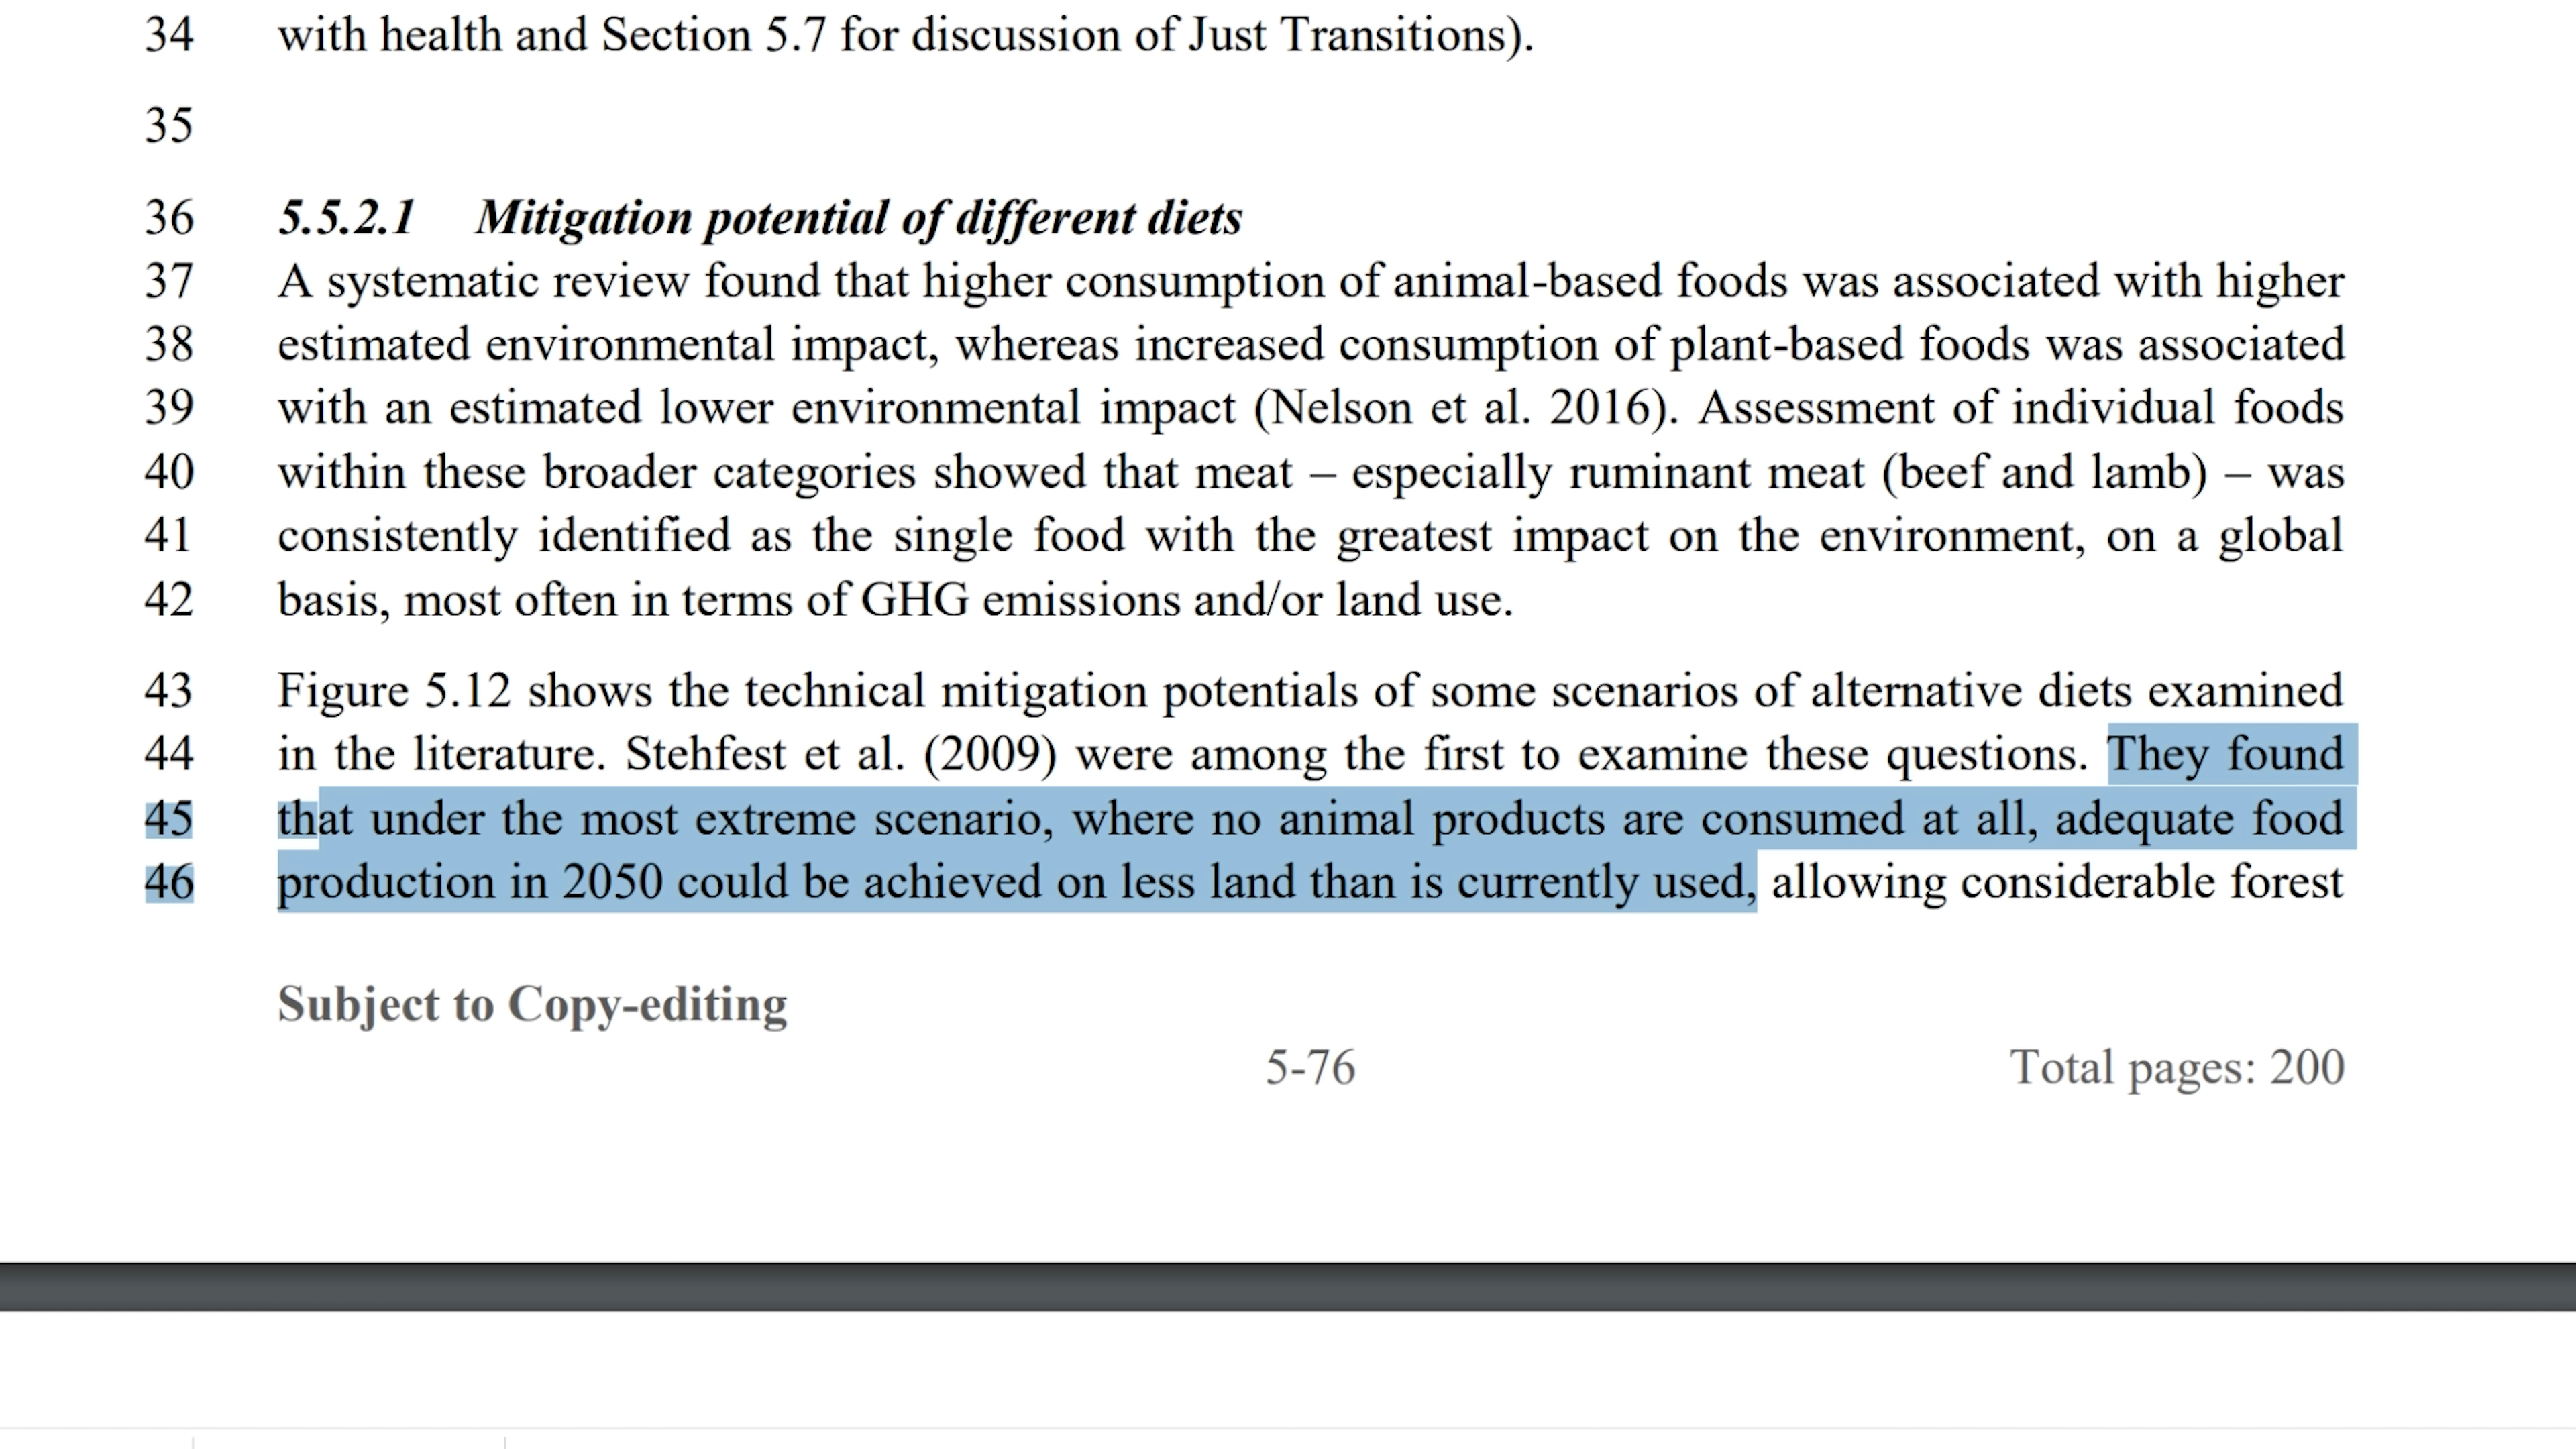 34 with health and Section 5.7 for discussion of Just Transitions).
35
36 5.5.2.1 Mitigation potential of different diets
37 A systematic review found that higher consumption of animal-based foods was associated with higher
38 estimated environmental impact, whereas increased consumption of plant-based foods was associated
39 with an estimated lower environmental impact (Nelson et al. 2016). Assessment of individual foods
40 within these broader categories showed that meat – especially ruminant meat (beef and lamb) – was
41 consistently identified as the single food with the greatest impact on the environment, on a global
42 basis, most often in terms of GHG emissions and/or land use.
43 Figure 5.12 shows the technical mitigation potentials of some scenarios of alternative diets examined
44 in the literature. Stehfest et al. (2009) were among the first to examine these questions. They found
45 that under the most extreme scenario, where no animal products are consumed at all, adequate food
46 production in 2050 could be achieved on less land than is currently used, allowing considerable forest
Subject to Copy-editing
5-76 Total pages: 200